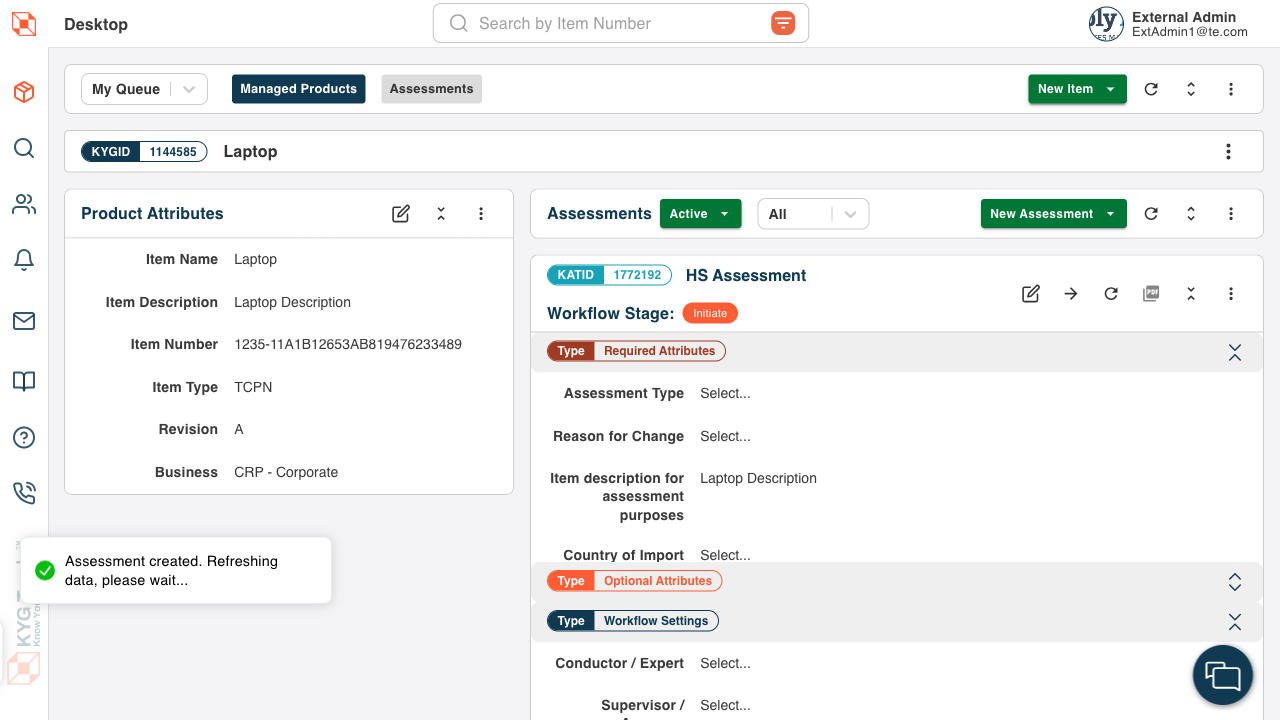 Desktop
Search by Item Number
External Admin
ExtAdmin1@te.com
My Queue
Managed Products
Assessments
New Item
KYGID 1144585 Laptop
Product Attributes
Item Name Laptop
Item Description Laptop Description
Item Number 1235-11A1B12653AB819476233489
Item Type TCPN
Revision A
Business CRP - Corporate
Assessments
Active
All
New Assessment
KATID 1772192 HS Assessment
Workflow Stage: Initiate
PDF
Type Required Attributes
Assessment Type Select...
Reason for Change Select...
Item description for
assessment
purposes
Laptop Description
Country of Import Select...
Type Optional Attributes
Type Workflow Settings
Conductor / Expert Select...
Supervisor / Select...
Assessment created. Refreshing
data, please wait...
KYG
Know You